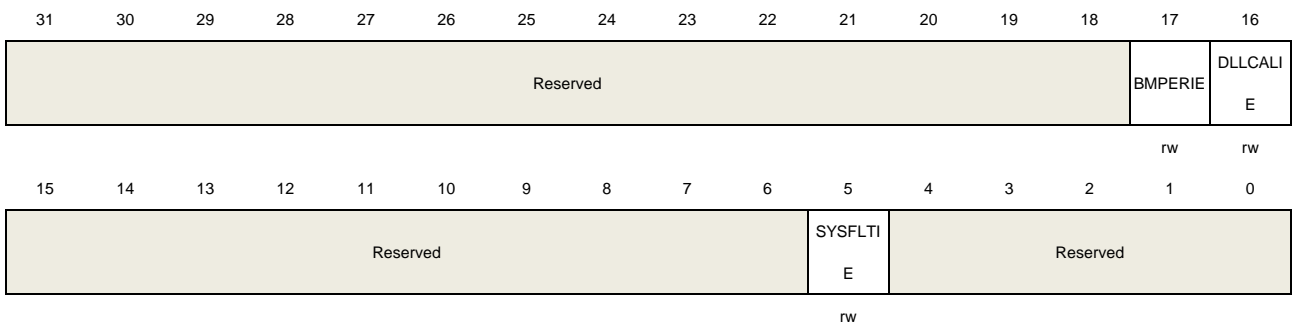 31 30 29 28 27 26 25 24 23 22 21 20 19 18 17 16
Reserved BMPERIE DLLCALI
E
rw rw
15 14 13 12 11 10 9 8 7 6 5 4 3 2 1 0
Reserved SYSFLTI Reserved
E
rw